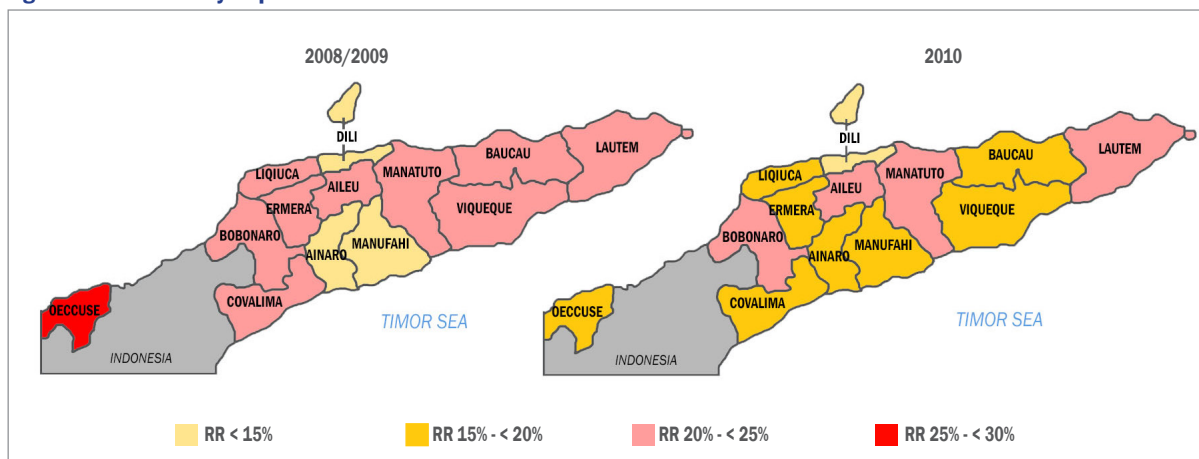 2008/2009
DILI
LIQIUCA
AILEU
MANATUTO
BAUCAU
LAUTEM
ERMERA
VIQUEQUE
BOBONARO
AINARO
MANUFAHI
COVALIMA
OECCUSE
TIMOR SEA
INDONESIA
2010
DILI
LIQIUCA
AILEU
MANATUTO
BAUCAU
LAUTEM
ERMERA
VIQUEQUE
BOBONARO
AINARO
MANUFAHI
COVALIMA
OECCUSE
TIMOR SEA
INDONESIA
RR < 15%
RR 15% - < 20%
RR 20% - < 25%
RR 25% - < 30%